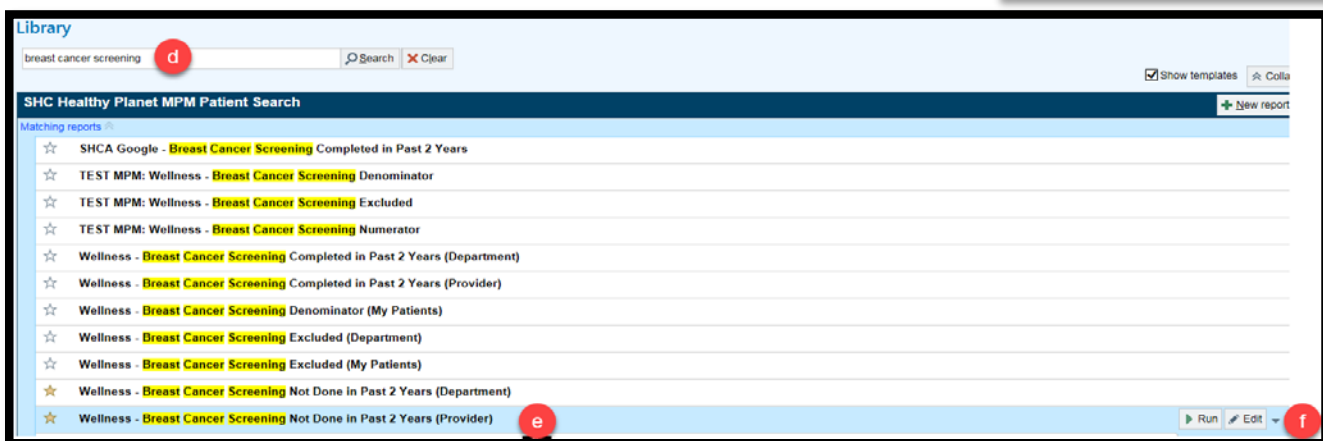 Library
breast cancer screening d Search Clear
Show templates Colla
SHC Healthy Planet MPM Patient Search New report
Matching reports
SHCA Google - Breast Cancer Screening Completed in Past 2 Years
TEST MPM: Wellness - Breast Cancer Screening Denominator
TEST MPM: Wellness - Breast Cancer Screening Excluded
TEST MPM: Wellness - Breast Cancer Screening Numerator
Wellness - Breast Cancer Screening Completed in Past 2 Years (Department)
Wellness - Breast Cancer Screening Completed in Past 2 Years (Provider)
Wellness - Breast Cancer Screening Denominator (My Patients)
Wellness - Breast Cancer Screening Excluded (Department)
Wellness - Breast Cancer Screening Excluded (My Patients)
Wellness - Breast Cancer Screening Not Done in Past 2 Years (Department)
Wellness - Breast Cancer Screening Not Done in Past 2 Years (Provider) e Run Edit f